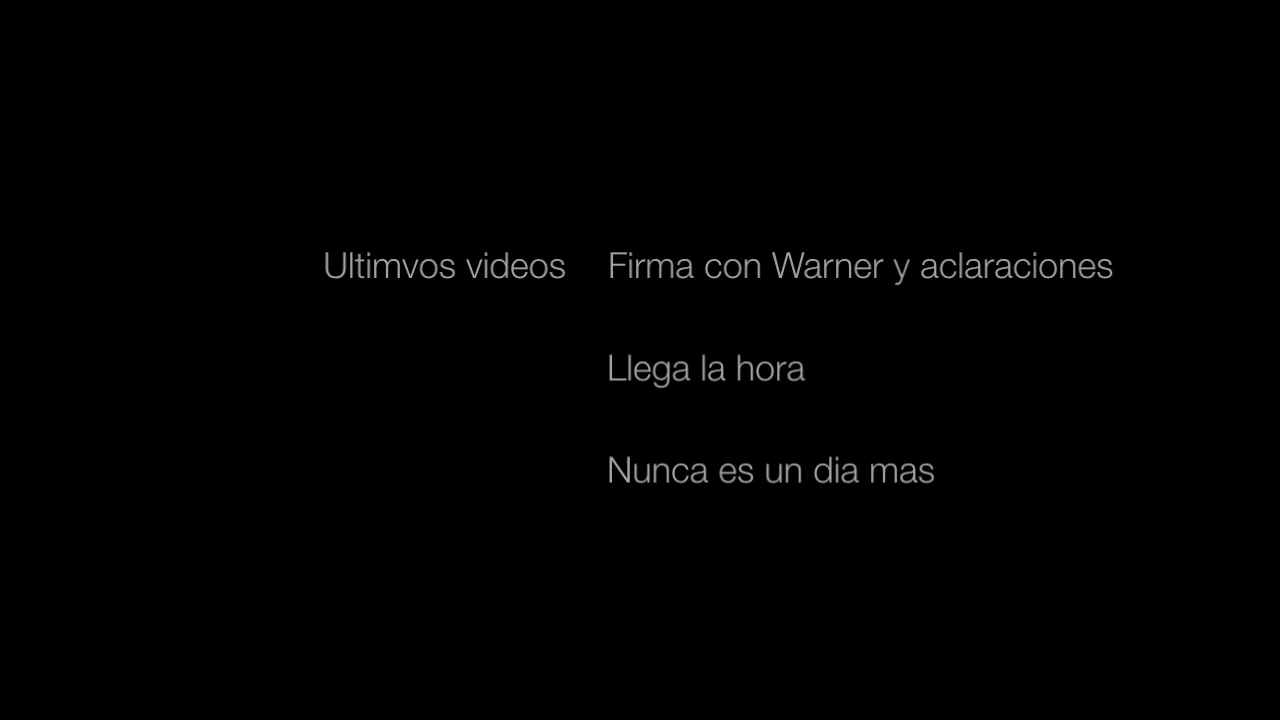 Ultimvos videos Firma con Warner y aclaraciones
Llega la hora
Nunca es un dia mas